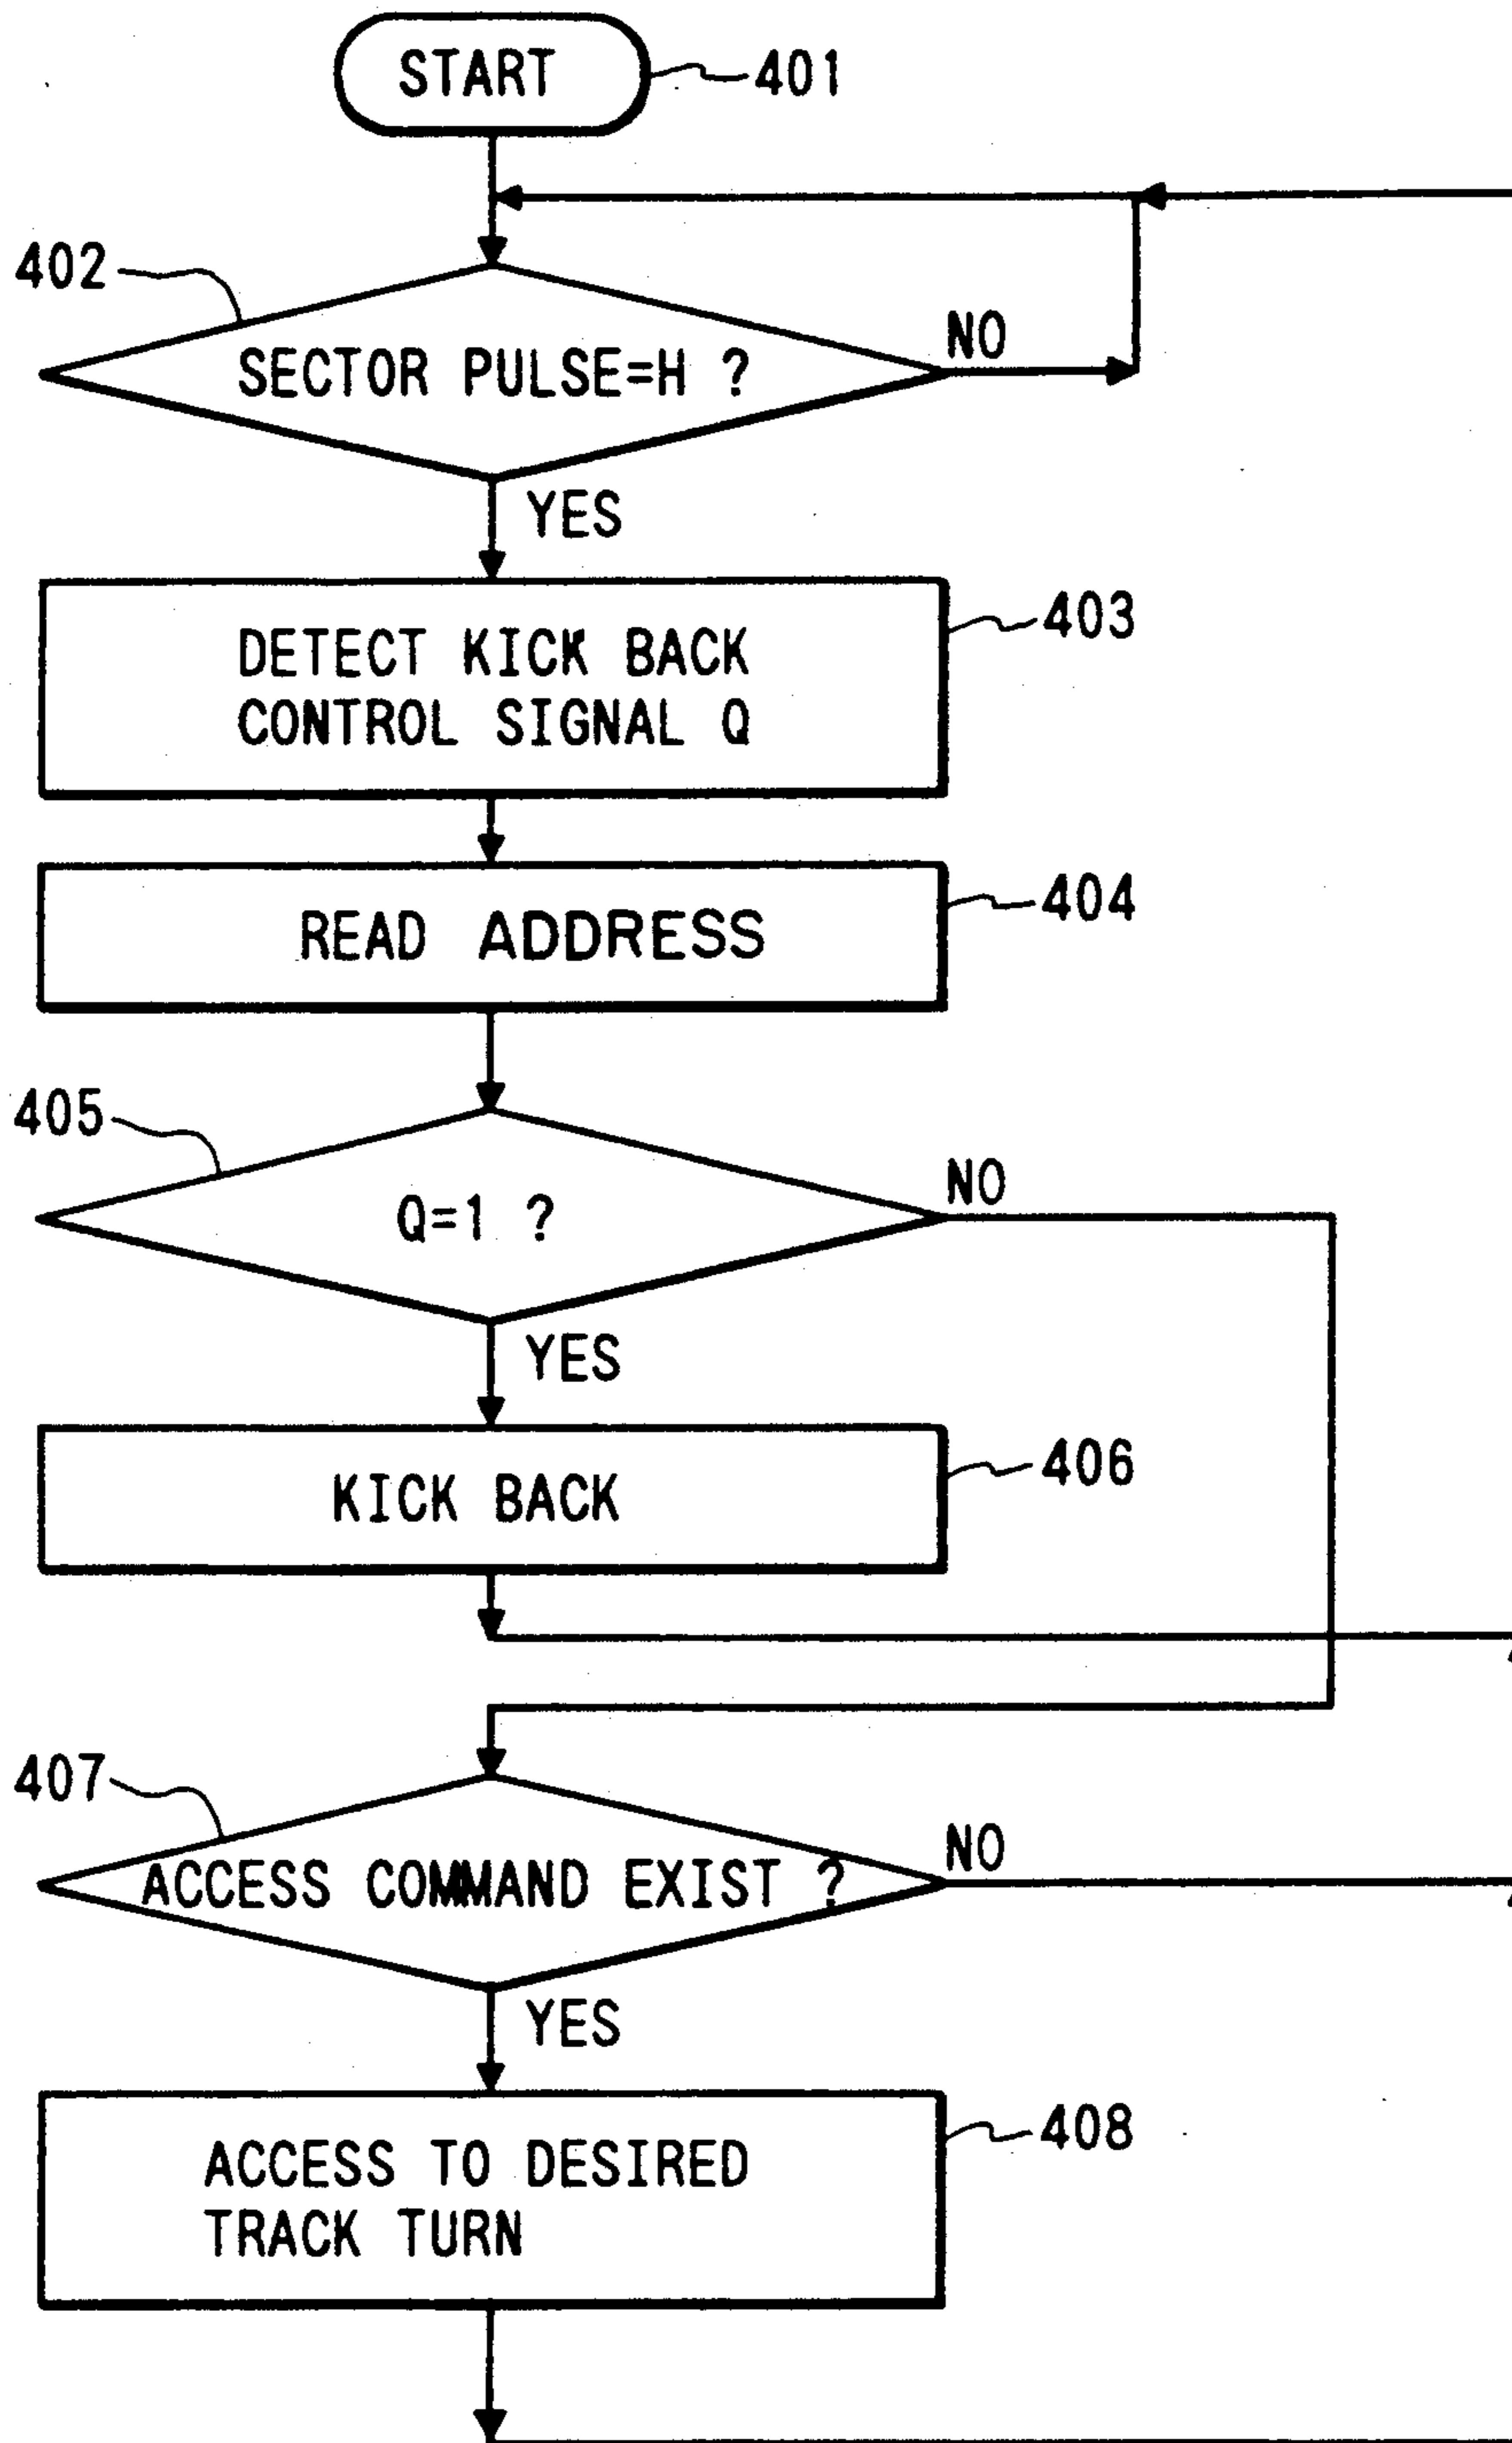 START
401
402
SECTOR PULSE=H ?
NO
YES
DETECT KICK BACK
CONTROL SIGNAL Q
403
READ ADDRESS
404
405
Q=1 ?
NO
YES
KICK BACK
406
407
ACCESS COMMAND EXIST ?
NO
YES
ACCESS TO DESIRED
TRACK TURN
408